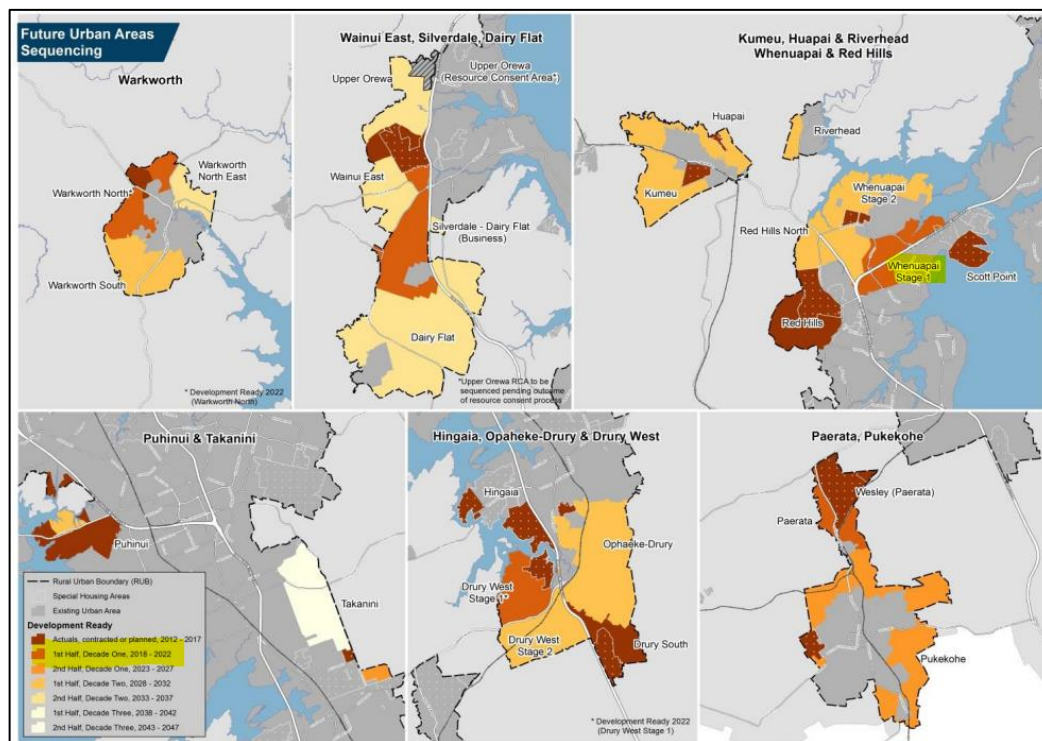 Future Urban Areas
Sequencing
Warkworth
Warkworth
North East
Warkworth North*
Warkworth South
* Development Ready 2022
(Warkworth North)
Wainui East, Silverdale, Dairy Flat
Upper Orewa
Upper Orewa
(Resource Consent Area*)
Wainui East
Silverdale - Dairy Flat
(Business)
Dairy Flat
*Upper Orewa RCA to be
sequenced pending outcome
of resource consent process
Kumeu, Huapai & Riverhead
Whenuapai & Red Hills
Huapai
Riverhead
Kumeu
Whenuapai
Stage 2
Red Hills North
Whenuapai
Stage 1
Scott Point
Red Hills
Puhinui & Takanini
Puhinui
Takanini
Rural Urban Boundary (RUB)
Special Housing Areas
Existing Urban Area
Development Ready
Actuals, contracted or planned, 2012 - 2017
1st Half, Decade One, 2018 - 2022
2nd Half, Decade One, 2023 - 2027
1st Half, Decade Two, 2028 - 2032
2nd Half, Decade Two, 2033 - 2037
1st Half, Decade Three, 2038 - 2042
2nd Half, Decade Three, 2043 - 2047
Hingaia, Opaheke-Drury & Drury West
Hingaia
Ophaeke-Drury
Drury West
Stage 1*
Drury West
Stage 2
Drury South
* Development Ready 2022
(Drury West Stage 1)
Paerata, Pukekohe
Wesley (Paerata)
Paerata
Pukekohe